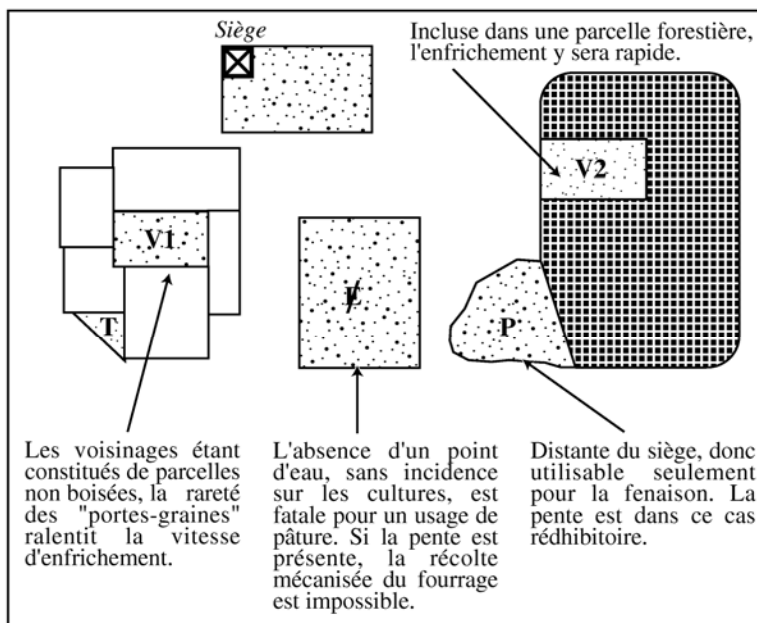 Siège
Incluse dans une parcelle forestière,
l'enfrichement y sera rapide.
V2
V1
E
T
P
Les voisinages étant
constitués de parcelles
non boisées, la rareté
des "portes-graines"
ralentit la vitesse
d'enfrichement.
L'absence d'un point
d'eau, sans incidence
sur les cultures, est
fatale pour un usage de
pâture. Si la pente est
présente, la récolte
mécanisée du fourrage
est impossible.
Distante du siège, donc
utilisable seulement
pour la fenaison. La
pente est dans ce cas
rédhibitoire.